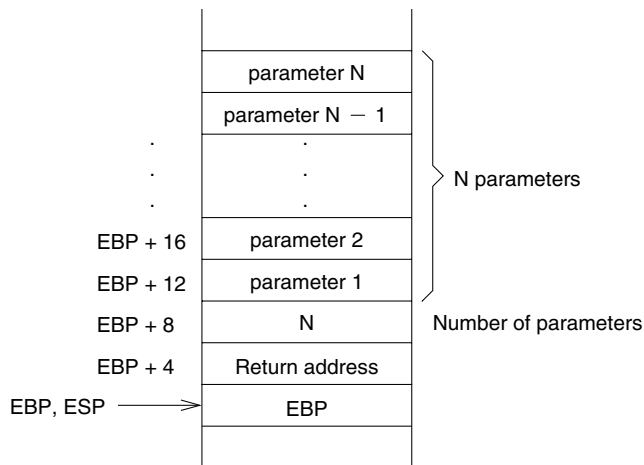 parameter N
parameter N − 1
.
.
.
.
.
.
N parameters
EBP + 16
parameter 2
EBP + 12
parameter 1
EBP + 8
N
Number of parameters
EBP + 4
Return address
EBP, ESP
EBP